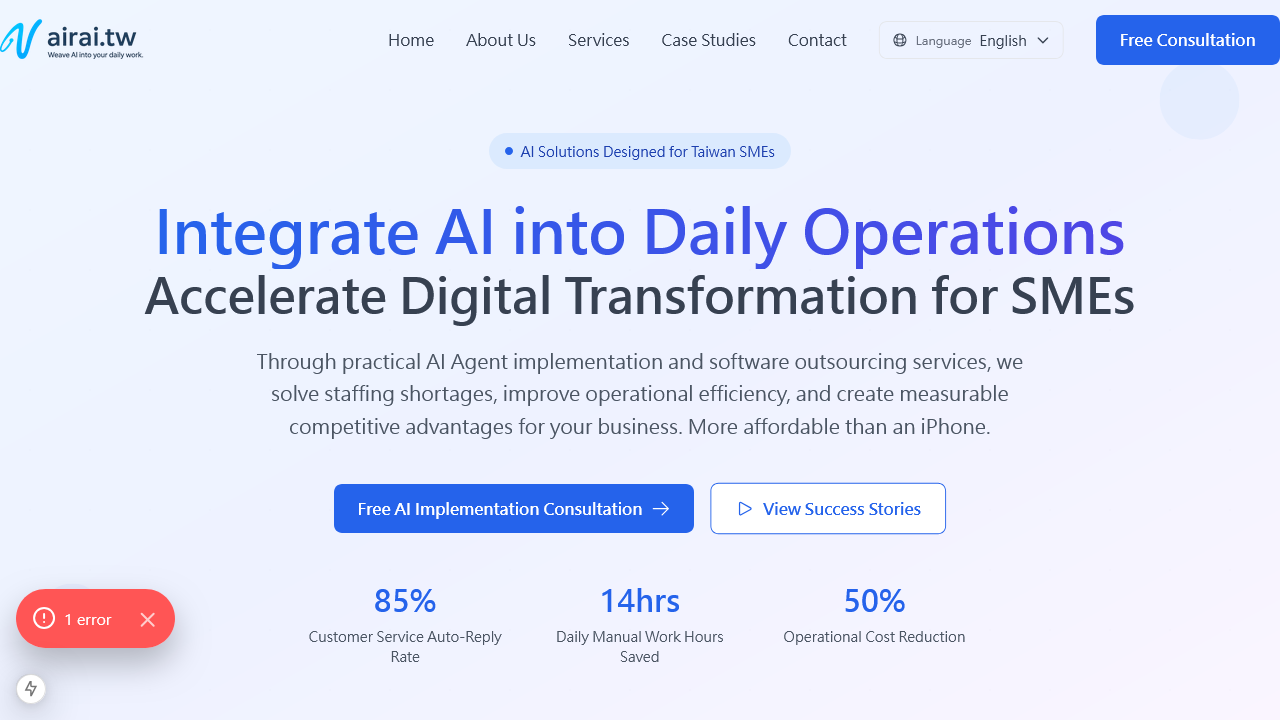 airai.tw
Weave AI into your daily work.
Home
About Us
Services
Case Studies
Contact
Language English
Free Consultation
AI Solutions Designed for Taiwan SMEs
Integrate AI into Daily Operations
Accelerate Digital Transformation for SMEs
Through practical AI Agent implementation and software outsourcing services, we
solve staffing shortages, improve operational efficiency, and create measurable
competitive advantages for your business. More affordable than an iPhone.
Free AI Implementation Consultation
View Success Stories
85%
Customer Service Auto-Reply
Rate
14hrs
Daily Manual Work Hours
Saved
50%
Operational Cost Reduction
1 error